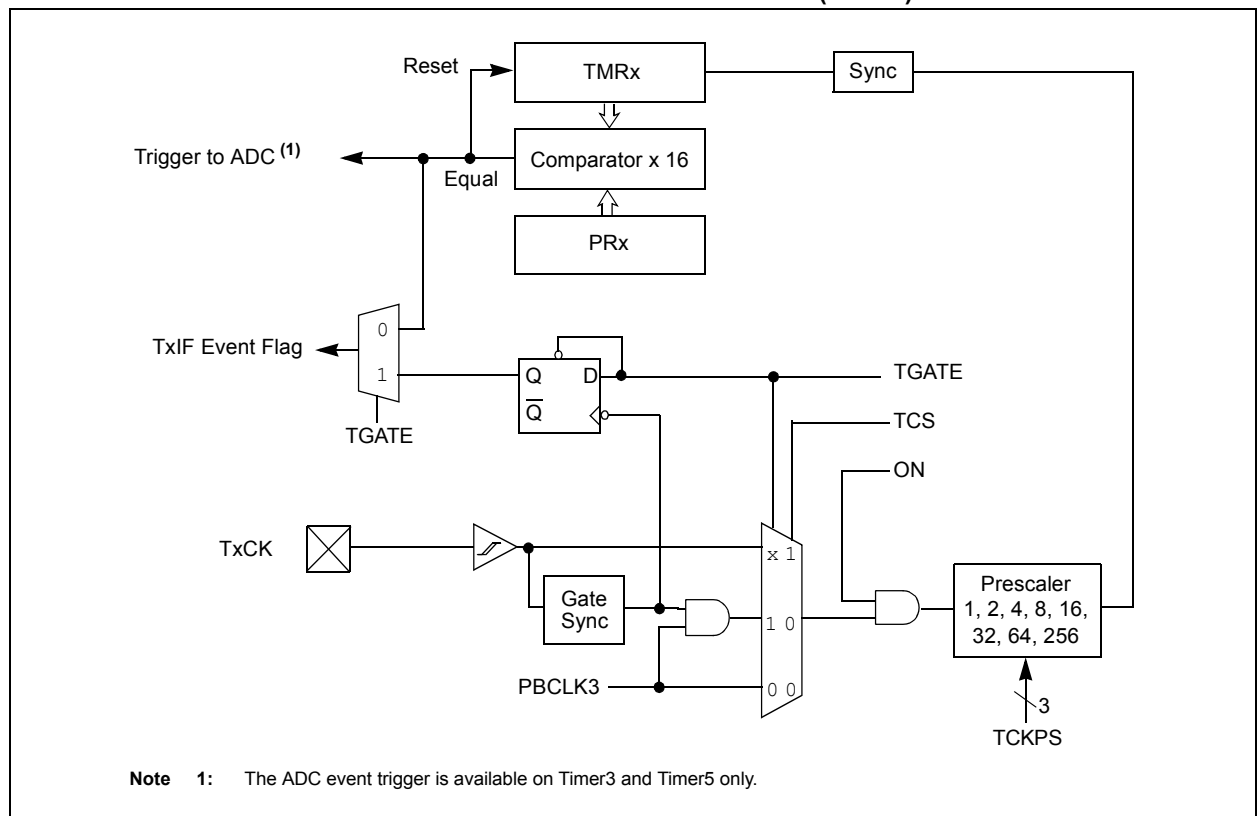 Reset
TMRx
Sync
Trigger to ADC (1)
Equal
Comparator x 16
PRx
TxIF Event Flag
0
1
TGATE
Q
D
Q
TGATE
TCS
ON
TxCK
Gate
Sync
x 1
1 0
0 0
PBCLK3
Prescaler
1, 2, 4, 8, 16,
32, 64, 256
3
TCKPS
Note 1: The ADC event trigger is available on Timer3 and Timer5 only.